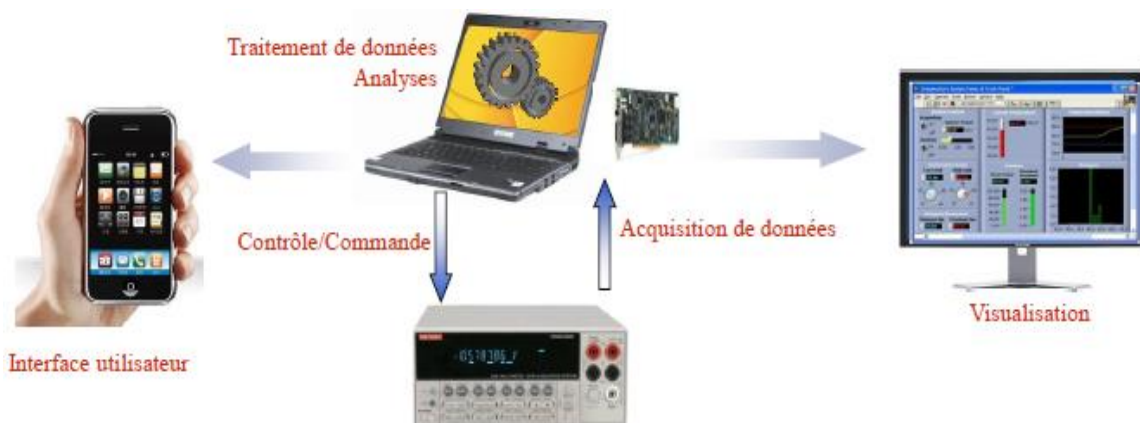 Traitement de données
Analyses
Contrôle/Commande
Acquisition de données
Visualisation
Interface utilisateur